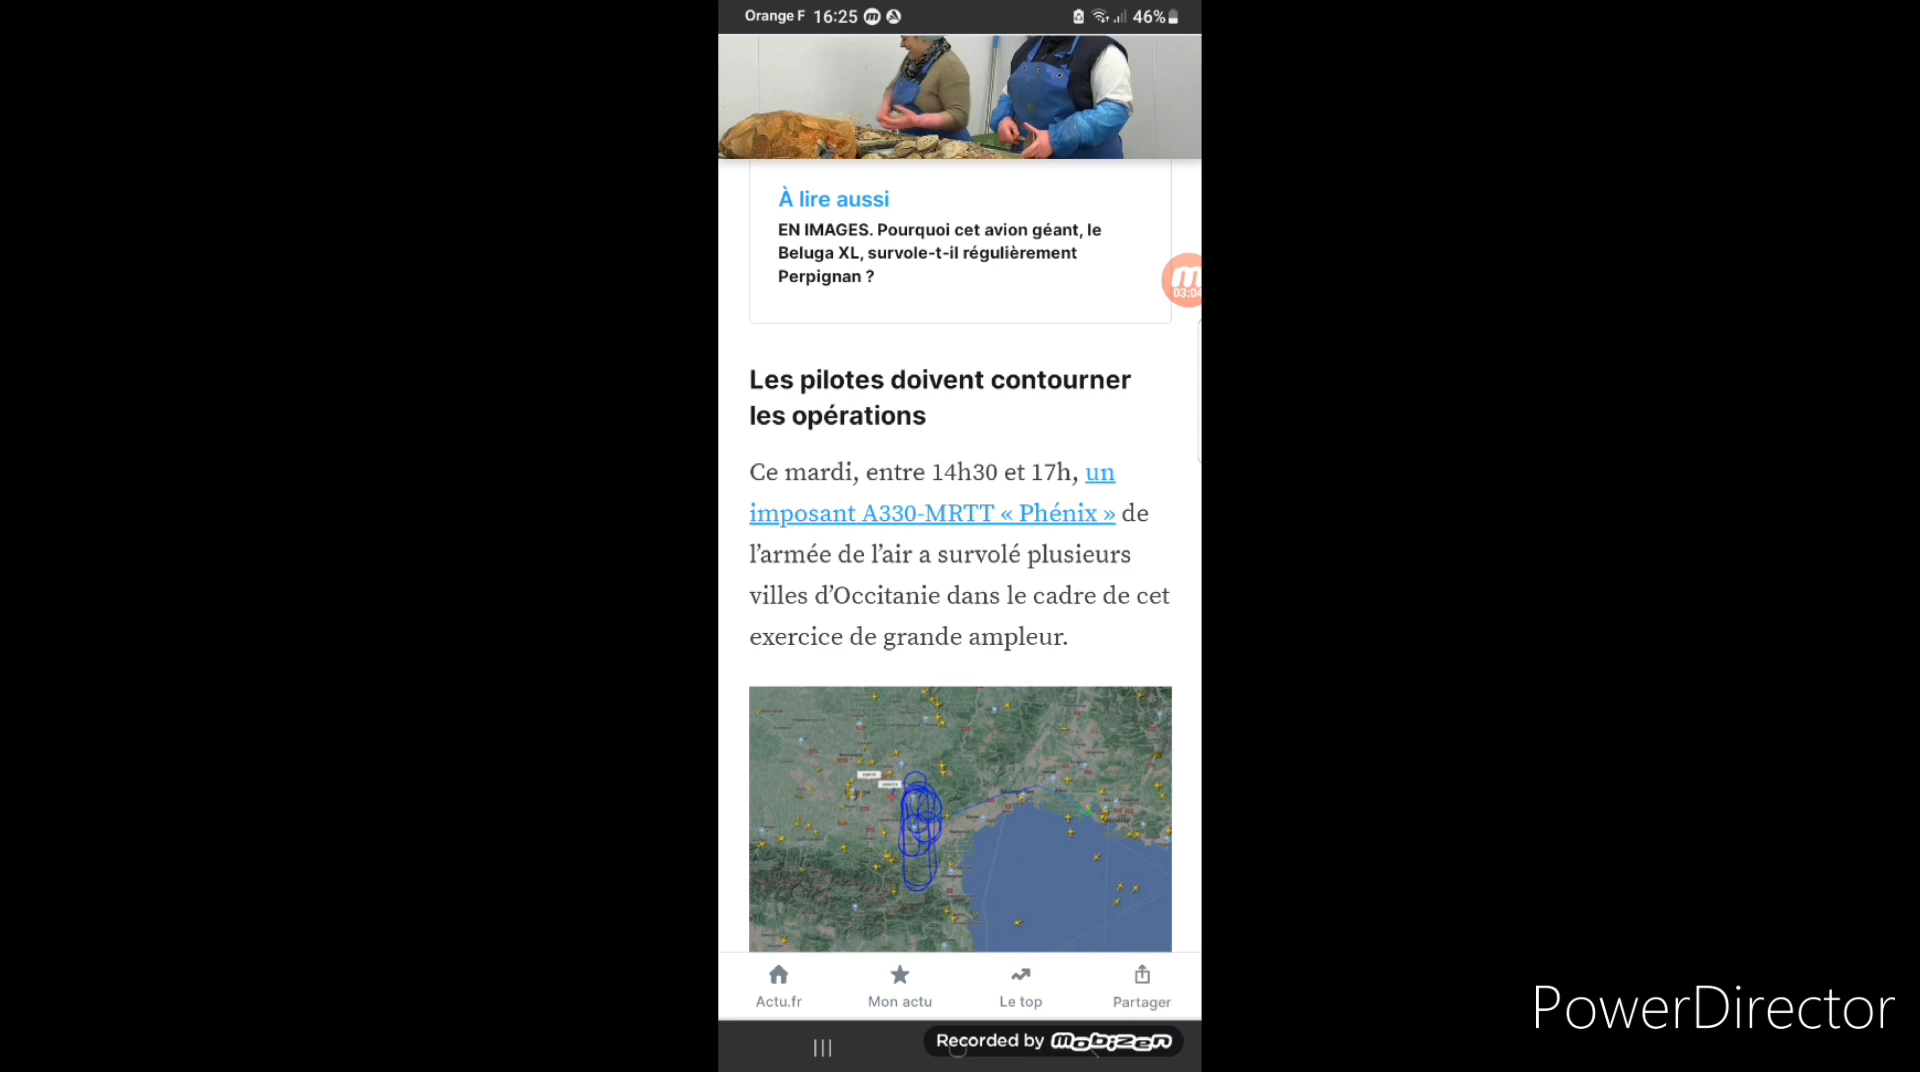 Orange F 16:25
46%
À lire aussi
EN IMAGES. Pourquoi cet avion géant, le
Beluga XL, survole-t-il régulièrement
Perpignan ?
03:04
Les pilotes doivent contourner
les opérations
Ce mardi, entre 14h30 et 17h, un
imposant A330-MRTT « Phénix » de
l’armée de l’air a survolé plusieurs
villes d’Occitanie dans le cadre de cet
exercice de grande ampleur.
Actu.fr
Mon actu
Le top
Partager
Recorded by mobizen
PowerDirector